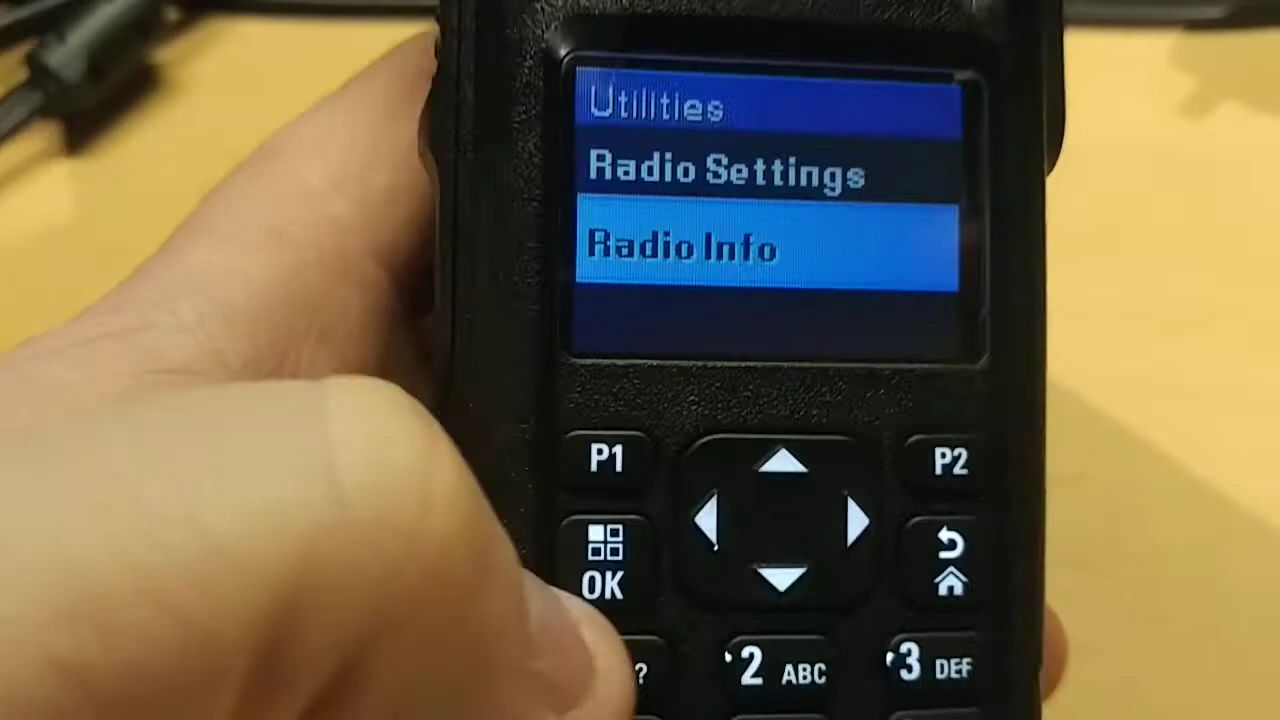 Utilities
Radio Settings
Radio Info
P1
P2
OK
?
2 ABC
3 DEF